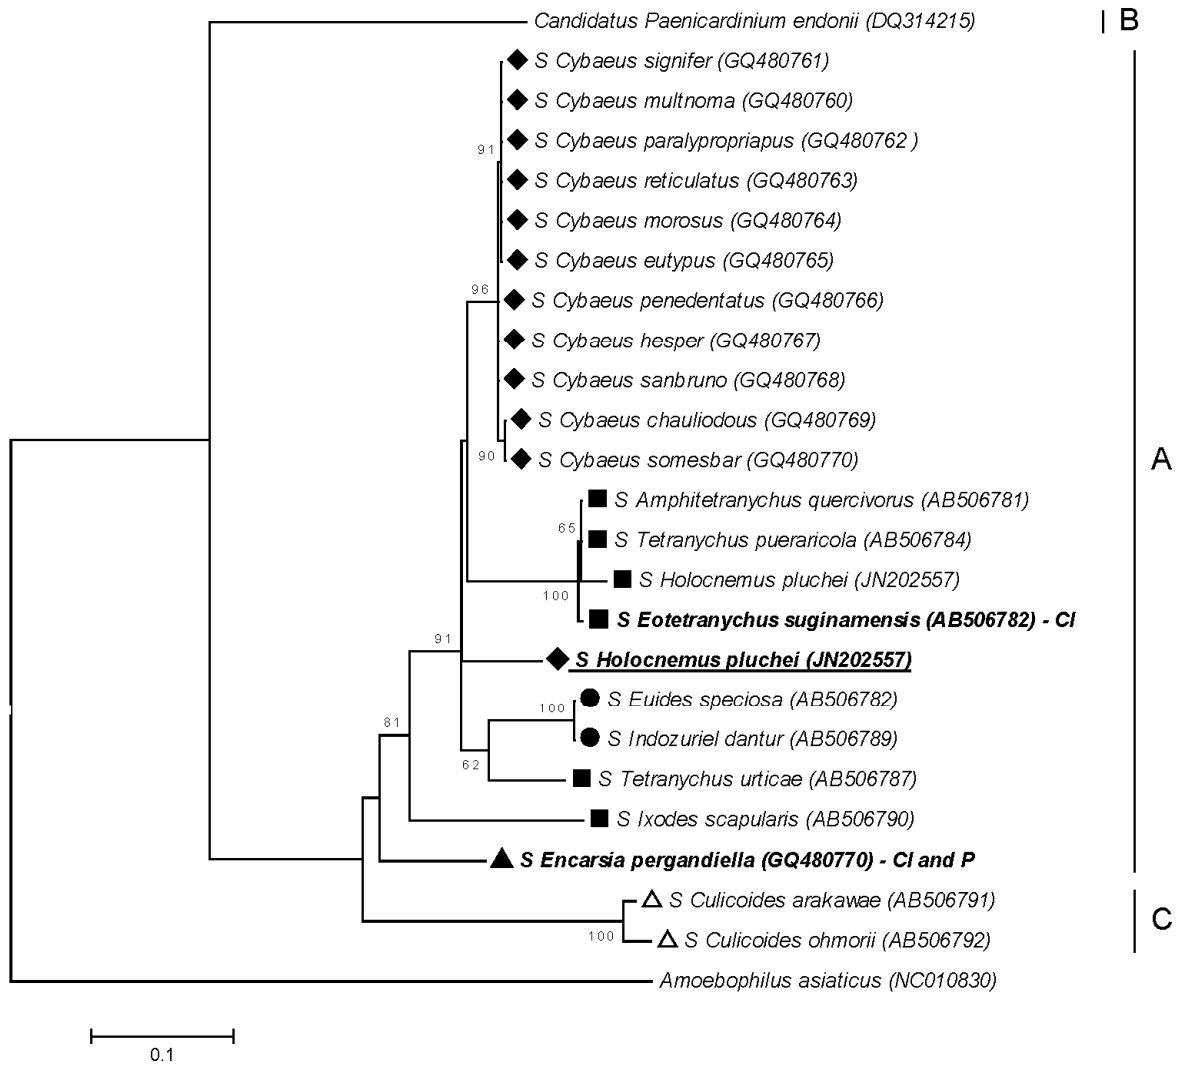 Candidatus Paenicardinium endonii (DQ314215)
B
S Cybaeus signifer (GQ480761)
S Cybaeus multnoma (GQ480760)
S Cybaeus paralypropriapus (GQ480762 )
91
S Cybaeus reticulatus (GQ480763)
S Cybaeus morosus (GQ480764)
S Cybaeus eutypus (GQ480765)
96
S Cybaeus penedentatus (GQ480766)
S Cybaeus hesper (GQ480767)
S Cybaeus sanbruno (GQ480768)
S Cybaeus chauliodous (GQ480769)
90
S Cybaeus somesbar (GQ480770)
A
S Amphitetranychus quercivorus (AB506781)
65
S Tetranychus pueraricola (AB506784)
S Holocnemus pluchei (JN202557)
100
S Eotetranychus suginamensis (AB506782) - CI
91
S Holocnemus pluchei (JN202557)
S Euides speciosa (AB506782)
100
81
S Indozuriel dantur (AB506789)
62
S Tetranychus urticae (AB506787)
S Ixodes scapularis (AB506790)
S Encarsia pergandiella (GQ480770) - CI and P
S Culicoides arakawae (AB506791)
C
100
S Culicoides ohmorii (AB506792)
Amoebophilus asiaticus (NC010830)
0.1